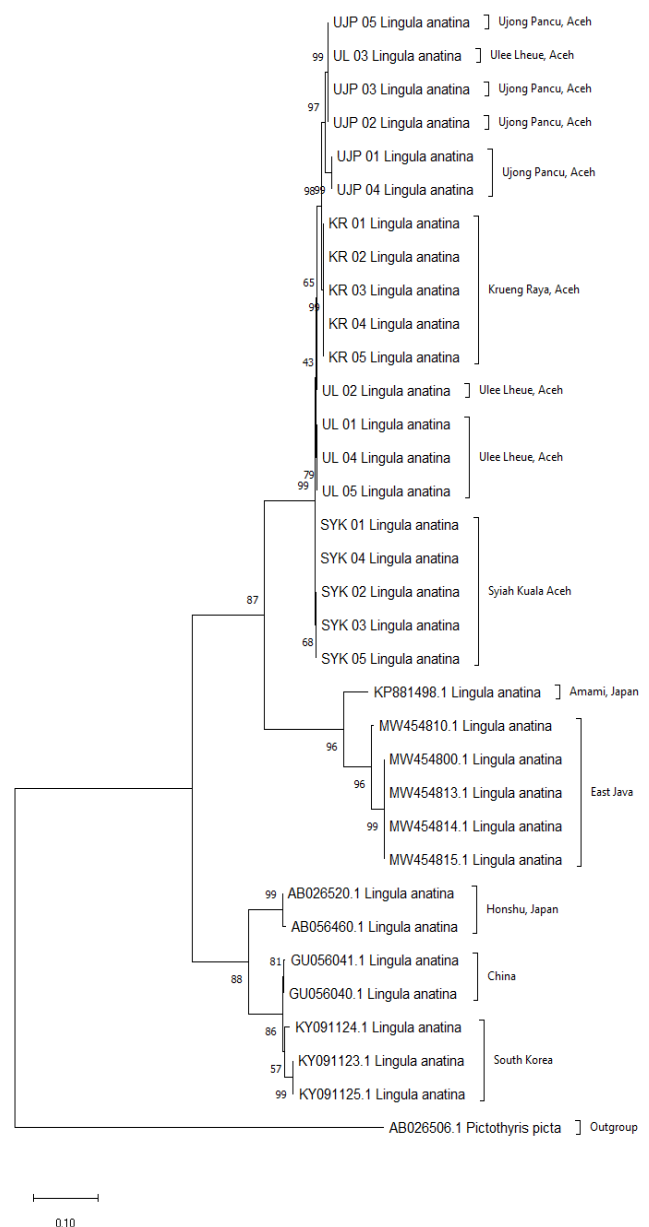 UJP 05 Lingula anatina
Ujong Pancu, Aceh
99
UL 03 Lingula anatina
Ulee Lheue, Aceh
UJP 03 Lingula anatina
Ujong Pancu, Aceh
97
UJP 02 Lingula anatina
Ujong Pancu, Aceh
UJP 01 Lingula anatina
Ujong Pancu, Aceh
98
99
UJP 04 Lingula anatina
KR 01 Lingula anatina
KR 02 Lingula anatina
65
KR 03 Lingula anatina
Krueng Raya, Aceh
99
KR 04 Lingula anatina
KR 05 Lingula anatina
43
UL 02 Lingula anatina
Ulee Lheue, Aceh
UL 01 Lingula anatina
UL 04 Lingula anatina
Ulee Lheue, Aceh
79
99
UL 05 Lingula anatina
SYK 01 Lingula anatina
SYK 04 Lingula anatina
SYK 02 Lingula anatina
Syiah Kuala Aceh
87
SYK 03 Lingula anatina
68
SYK 05 Lingula anatina
KP881498.1 Lingula anatina
Amami, Japan
MW454810.1 Lingula anatina
96
MW454800.1 Lingula anatina
96
MW454813.1 Lingula anatina
East Java
99
MW454814.1 Lingula anatina
MW454815.1 Lingula anatina
99
AB026520.1 Lingula anatina
Honshu, Japan
AB056460.1 Lingula anatina
81
GU056041.1 Lingula anatina
China
88
GU056040.1 Lingula anatina
86
KY091124.1 Lingula anatina
57
KY091123.1 Lingula anatina
South Korea
99
KY091125.1 Lingula anatina
AB026506.1 Pictothyris picta
Outgroup
0.10